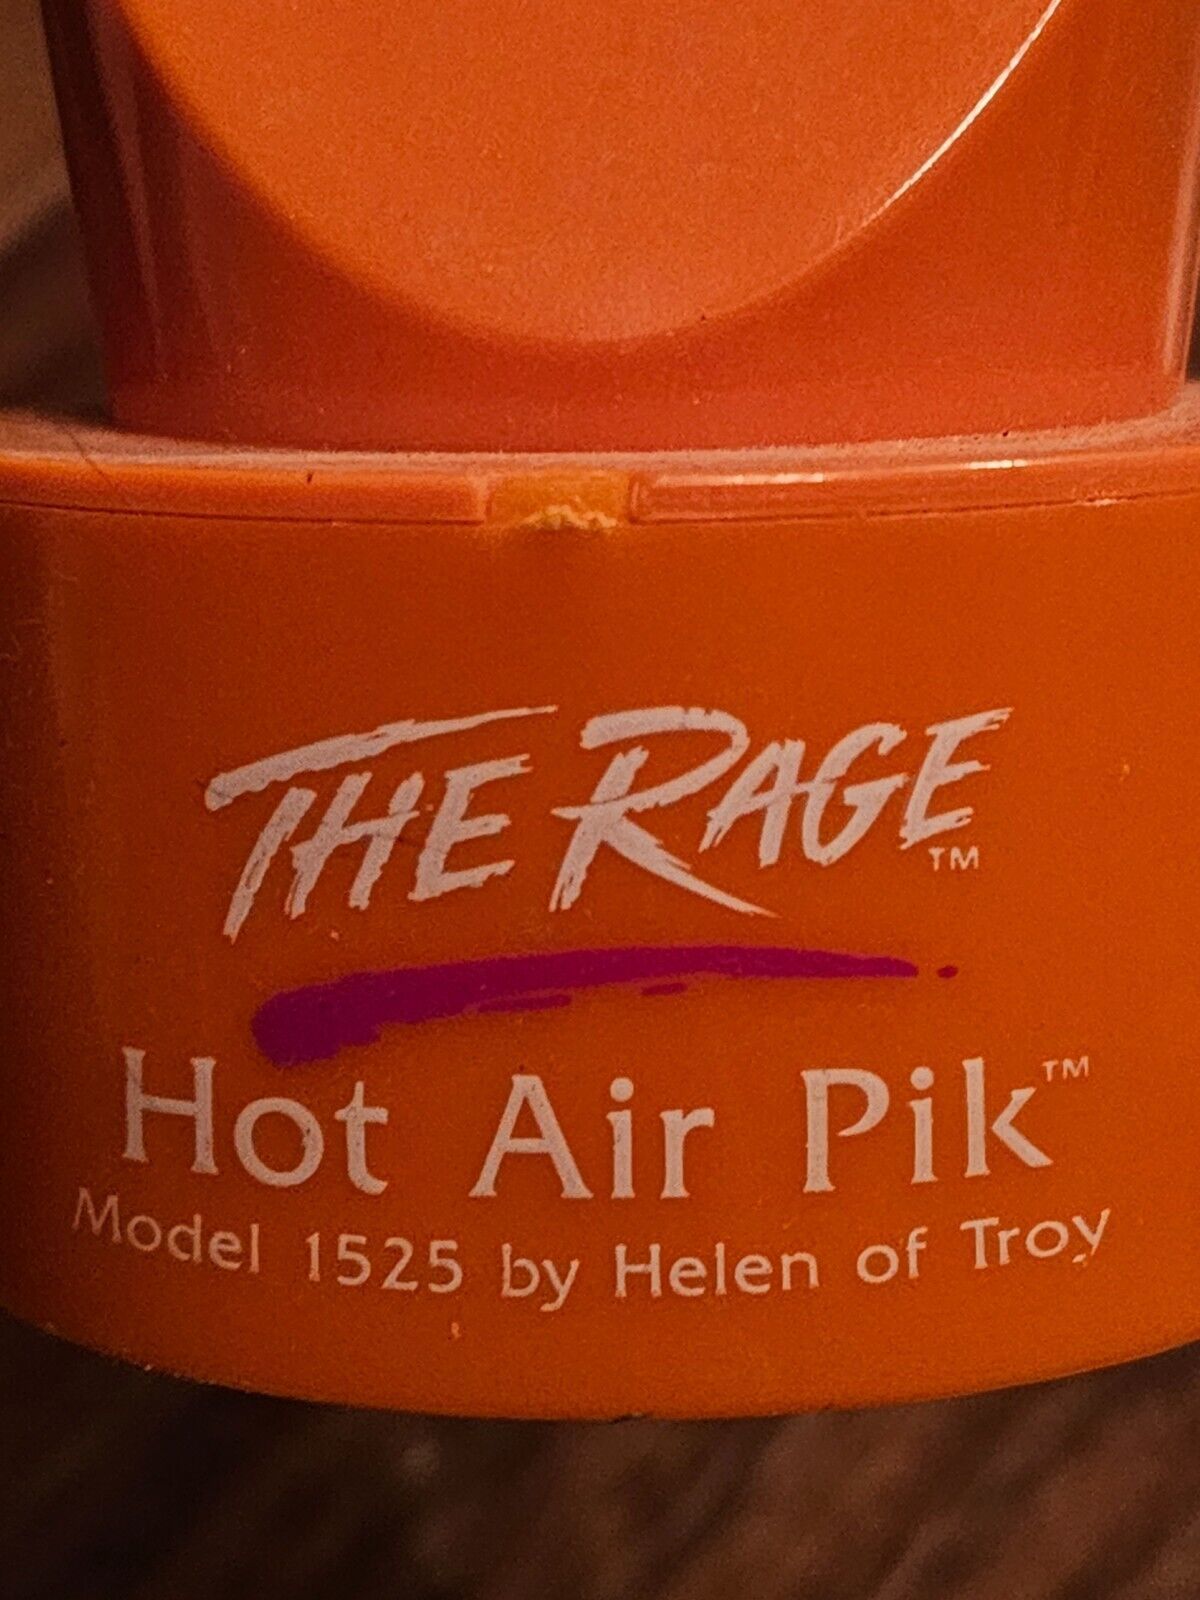 THE RAGE™
Hot Air Pik™
Model 1525 by Helen of Troy